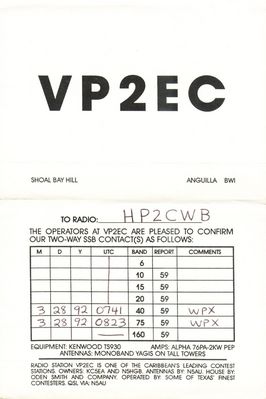 VP2EC
SHOAL BAY HILL ANGUILLA BWI
TO RADIO: HP2CWB
THE OPERATORS AT VP2EC ARE PLEASED TO CONFIRM
OUR TWO-WAY SSB CONTACT(S) AS FOLLOWS:
M D Y UTC BAND REPORT COMMENTS
6
10 59
15 59
20 59
3 28 92 0741 40 59 WPX
3 28 92 0823 75 59 WPX
160 59
EQUIPMENT: KENWOOD TS930 AMPS: ALPHA 76PA-2KW PEP
ANTENNAS: MONOBAND YAGIS ON TALL TOWERS
RADIO STATION VP2EC IS ONE OF THE CARIBBEAN'S LEADING CONTEST
STATIONS. OWNERS: KC5EA AND N5HGB. ANTENNAS BY N5AU. HOUSE BY:
ODEN SMITH AND COMPANY. OPERATED BY SOME OF TEXAS' FINEST
CONTESTERS. QSL VIA: N5AU